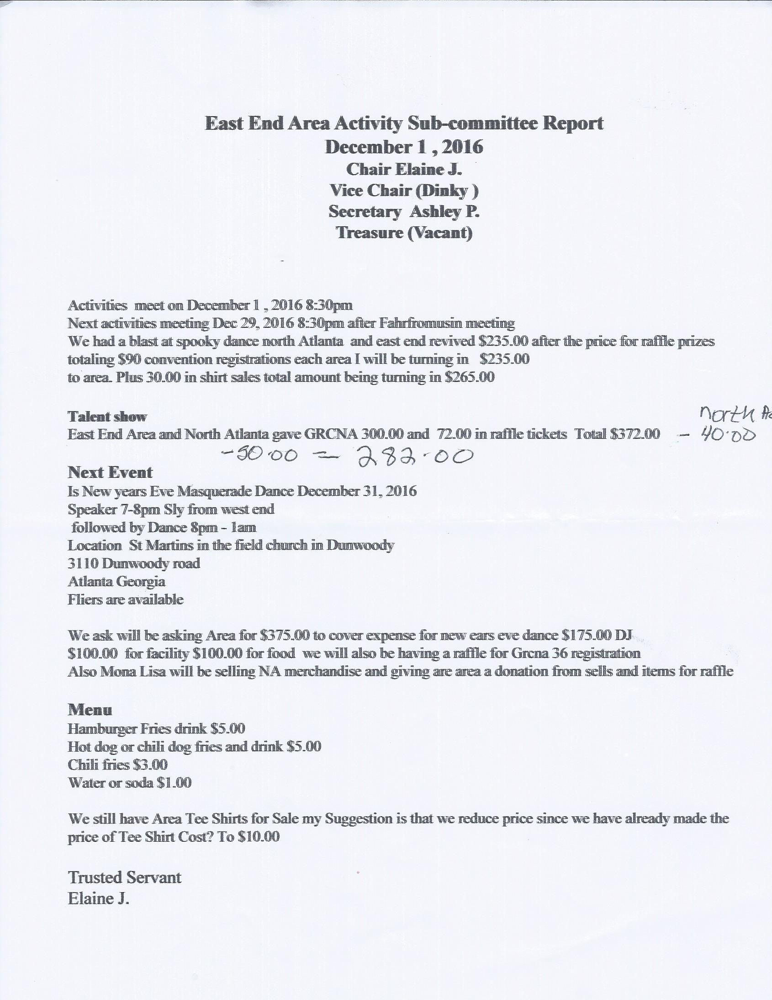 East End Area Activity Sub-committee Report
December 1 , 2016
Chair Elaine J.
Vice Chair (Dinky )
Secretary Ashley P.
Treasure (Vacant)
Activities meet on December 1 , 2016 8:30pm
Next activities meeting Dec 29, 2016 8:30pm after Fahrfromusin meeting
We had a blast at spooky dance north Atlanta and east end revived $235.00 after the price for raffle prizes
totaling $90 convention registrations each area I will be turning in $235.00
to area. Plus 30.00 in shirt sales total amount being turning in $265.00
north
Talent show
East End Area and North Atlanta gave GRCNA 300.00 and 72.00 in raffle tickets Total $372.00 - 40.00
-50.00 = 282.00
Next Event
Is New years Eve Masquerade Dance December 31, 2016
Speaker 7-8pm Sly from west end
followed by Dance 8pm - 1am
Location St Martins in the field church in Dunwoody
3110 Dunwoody road
Atlanta Georgia
Fliers are available
We ask will be asking Area for $375.00 to cover expense for new ears eve dance $175.00 DJ
$100.00 for facility $100.00 for food we will also be having a raffle for Grcna 36 registration
Also Mona Lisa will be selling NA merchandise and giving are area a donation from sells and items for raffle
Menu
Hamburger Fries drink $5.00
Hot dog or chili dog fries and drink $5.00
Chili fries $3.00
Water or soda $1.00
We still have Area Tee Shirts for Sale my Suggestion is that we reduce price since we have already made the
price of Tee Shirt Cost? To $10.00
Trusted Servant
Elaine J.